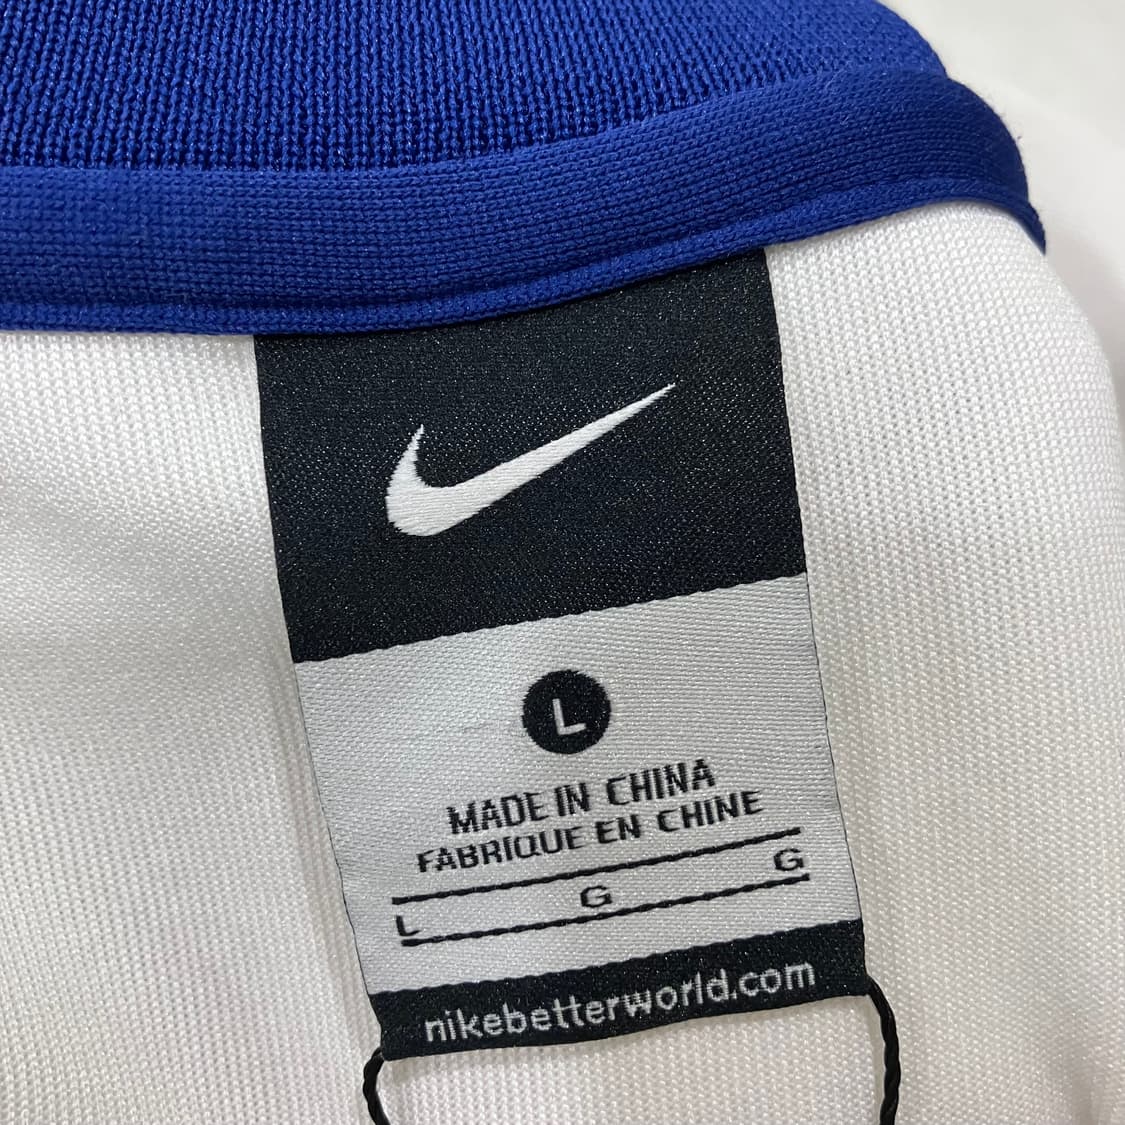 L
MADE IN CHINA
FABRIQUE EN CHINE
L G G
nikebetterworld.com